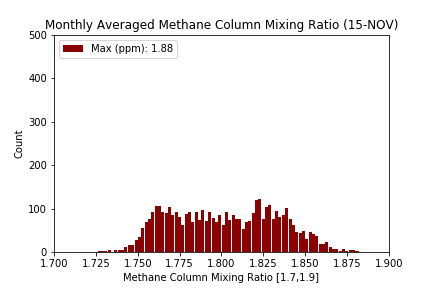 Monthly Averaged Methane Column Mixing Ratio (15-NOV)
Max (ppm): 1.88
500
400
300
200
100
0
Count
1.700 1.725 1.750 1.775 1.800 1.825 1.850 1.875 1.900
Methane Column Mixing Ratio [1.7,1.9]